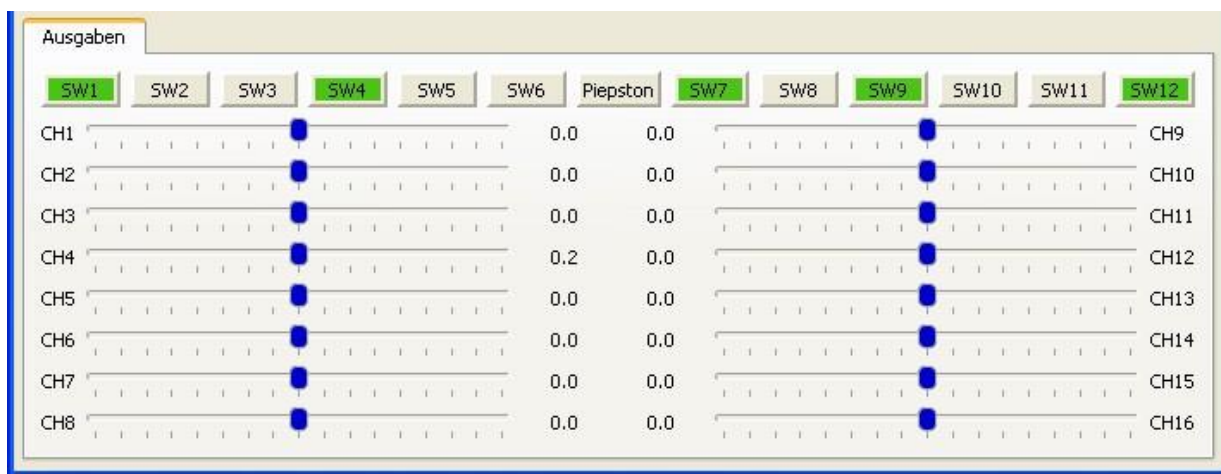 Ausgaben
SW1 SW2 SW3 SW4 SW5 SW6 Piepston SW7 SW8 SW9 SW10 SW11 SW12
CH1 0.0 0.0 CH9
CH2 0.0 0.0 CH10
CH3 0.0 0.0 CH11
CH4 0.2 0.0 CH12
CH5 0.0 0.0 CH13
CH6 0.0 0.0 CH14
CH7 0.0 0.0 CH15
CH8 0.0 0.0 CH16